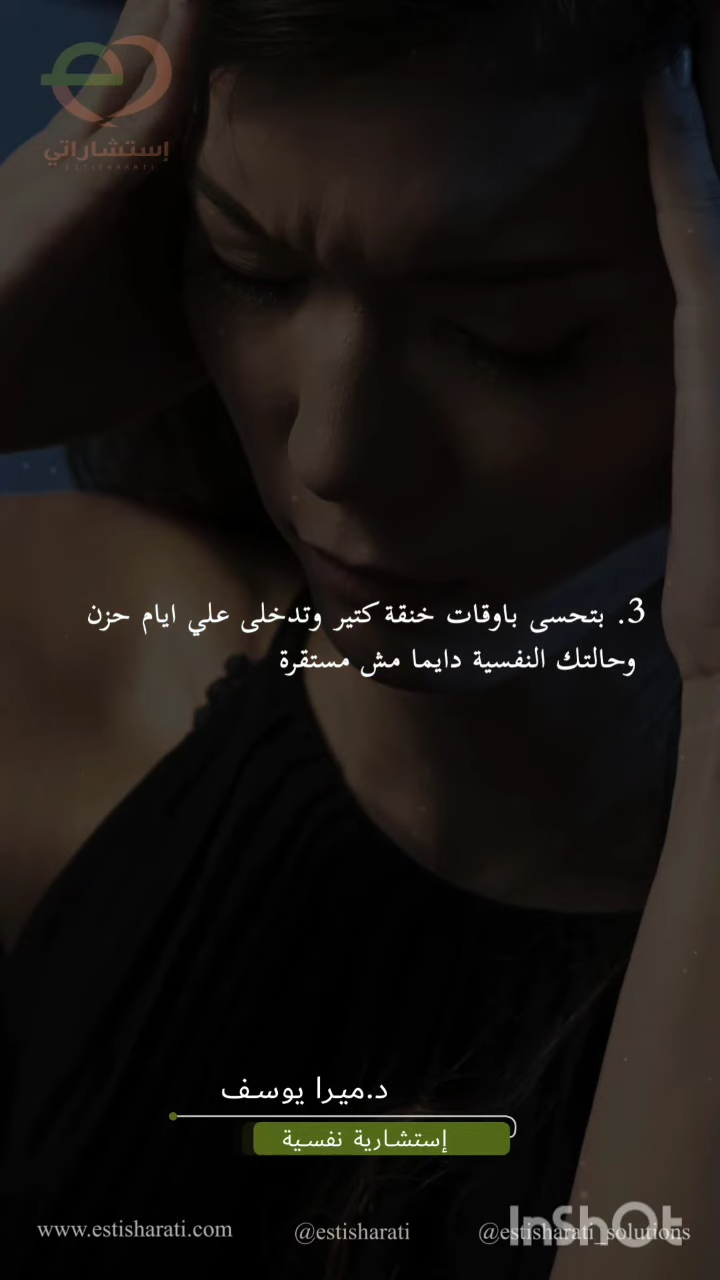 إستشاراتي
ESTISHARATI
3. بتحسى باوقات خنقة كتير وتدخلى علي ايام حزن
وحالتك النفسية دايما مش مستقرة
د.ميرا يوسف
إستشارية نفسية
www.estisharati.com
@estisharati
@estisharati_solutions
InShOt